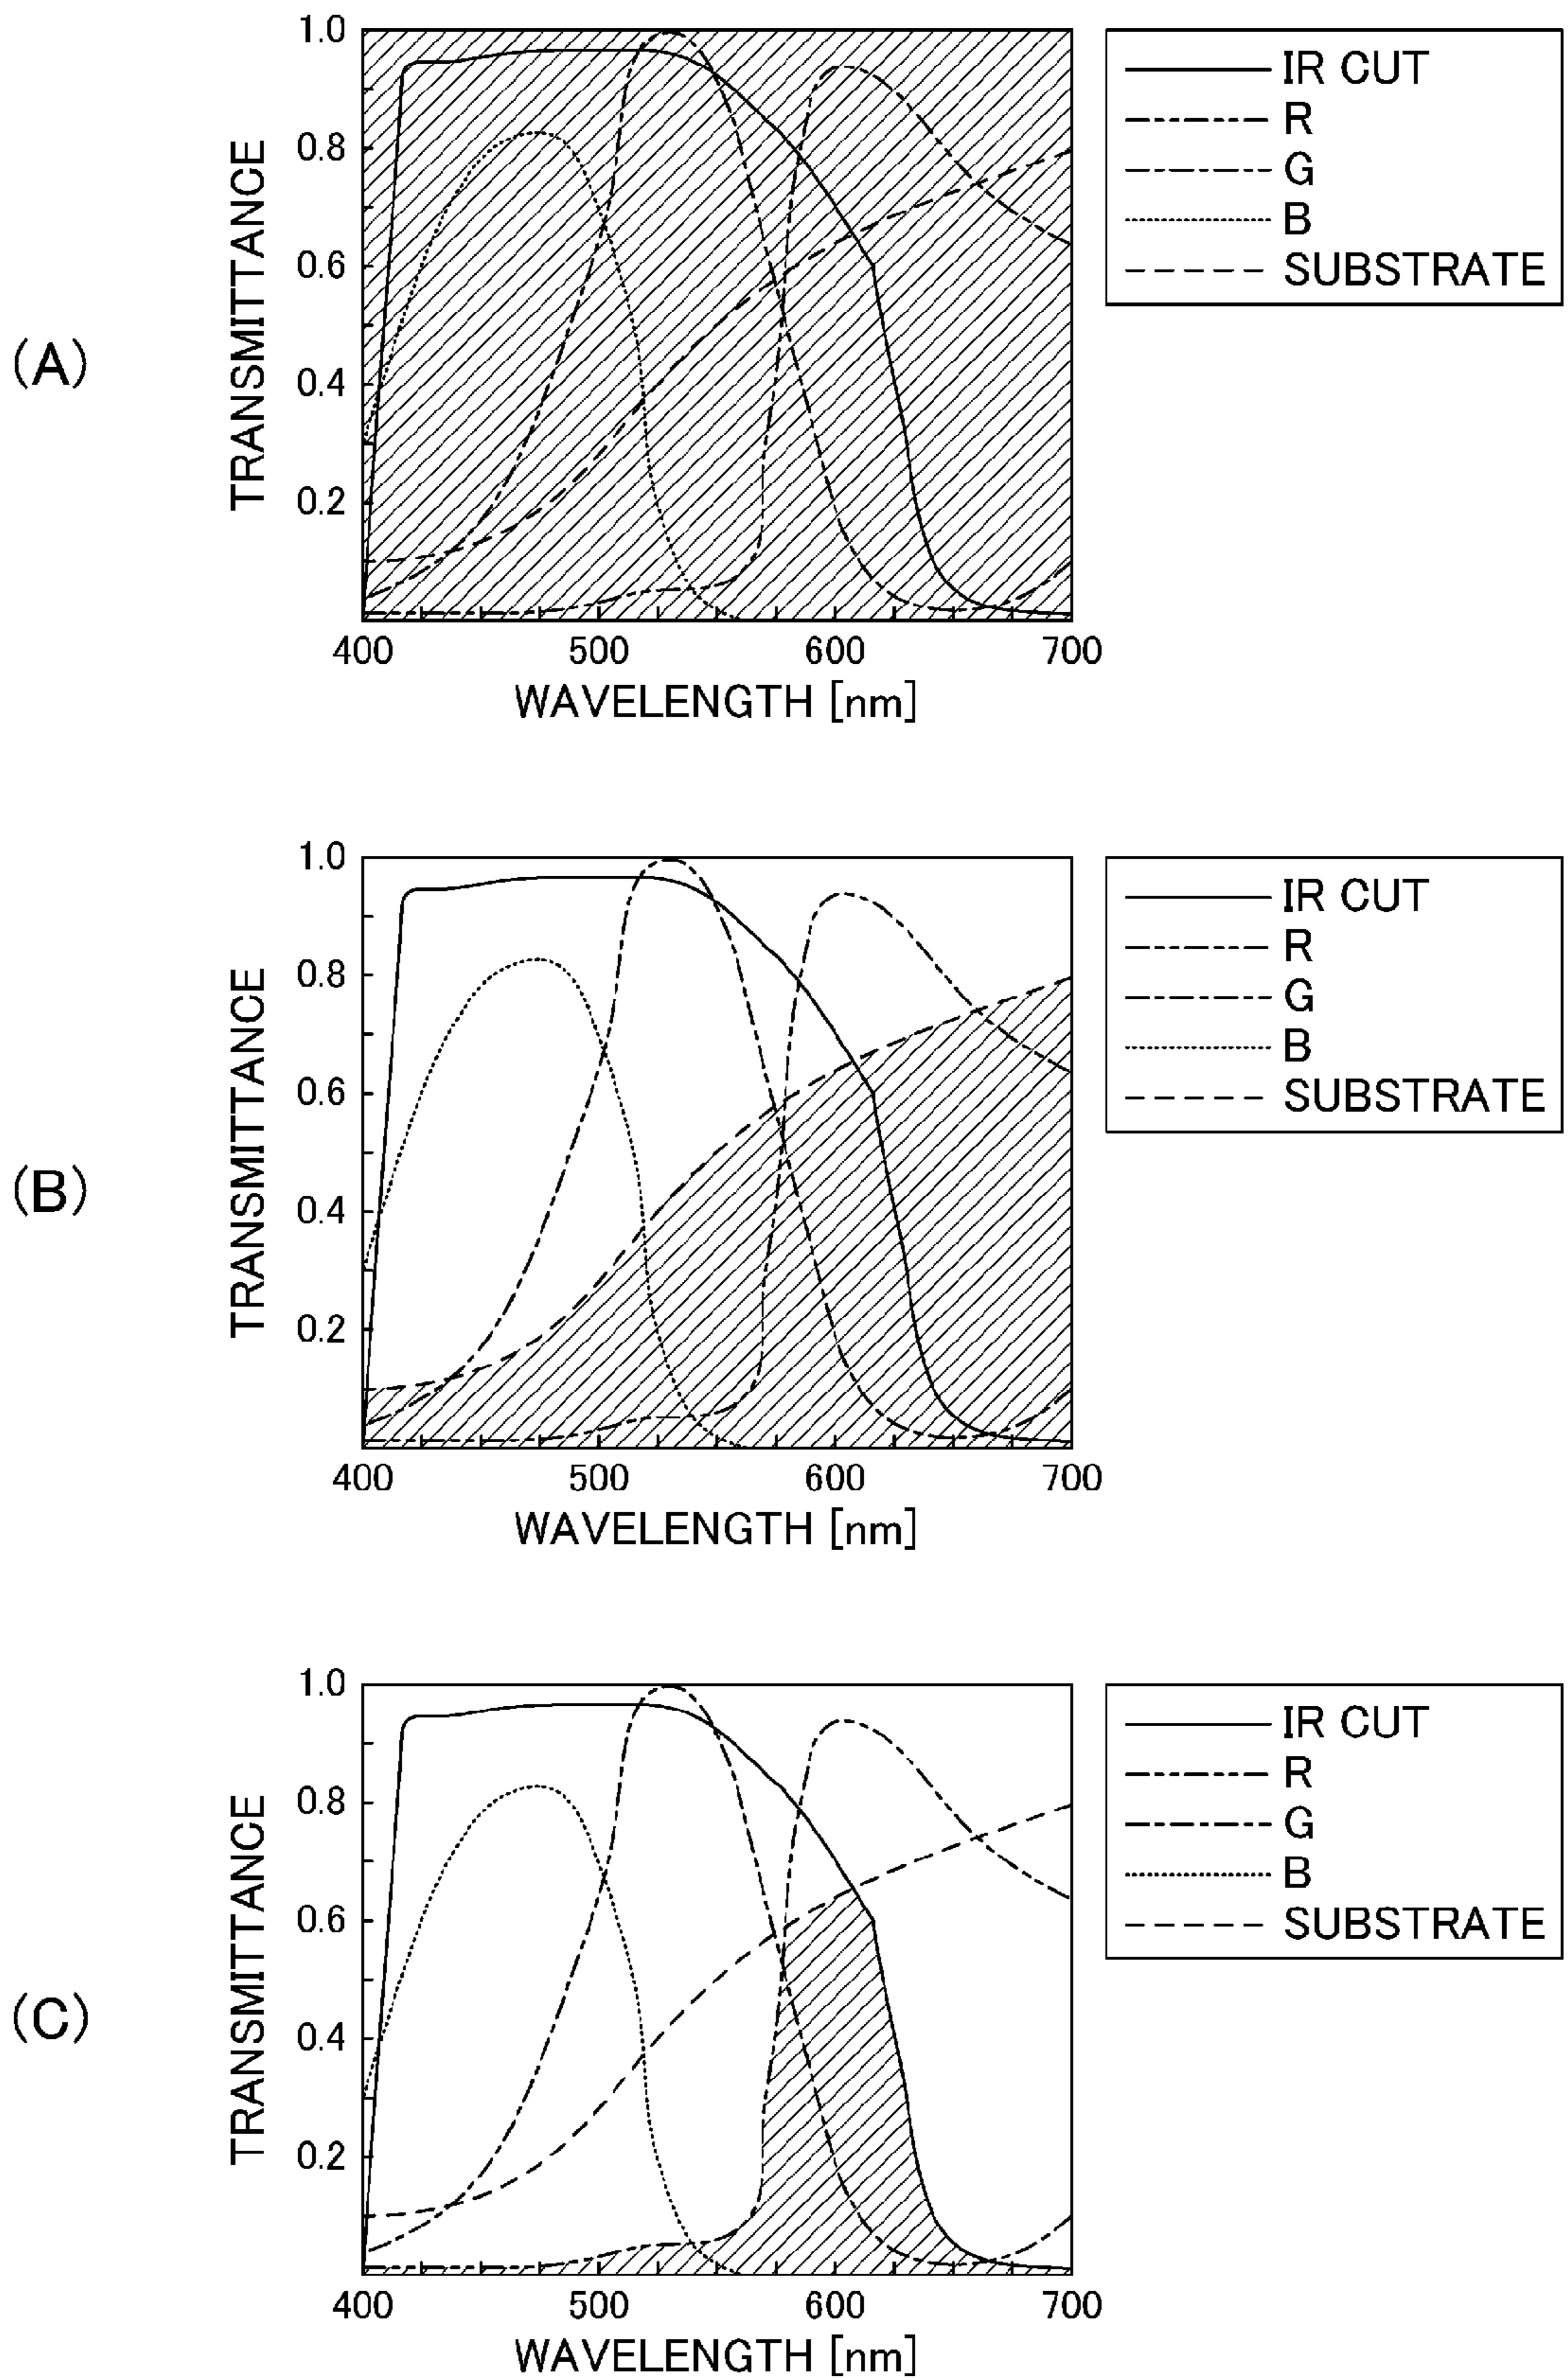 (A)
TRANSMITTANCE
1.0
0.8
0.6
0.4
0.2
400 500 600 700
WAVELENGTH [nm]
IR CUT
R
G
B
SUBSTRATE
(B)
TRANSMITTANCE
1.0
0.8
0.6
0.4
0.2
400 500 600 700
WAVELENGTH [nm]
IR CUT
R
G
B
SUBSTRATE
(C)
TRANSMITTANCE
1.0
0.8
0.6
0.4
0.2
400 500 600 700
WAVELENGTH [nm]
IR CUT
R
G
B
SUBSTRATE